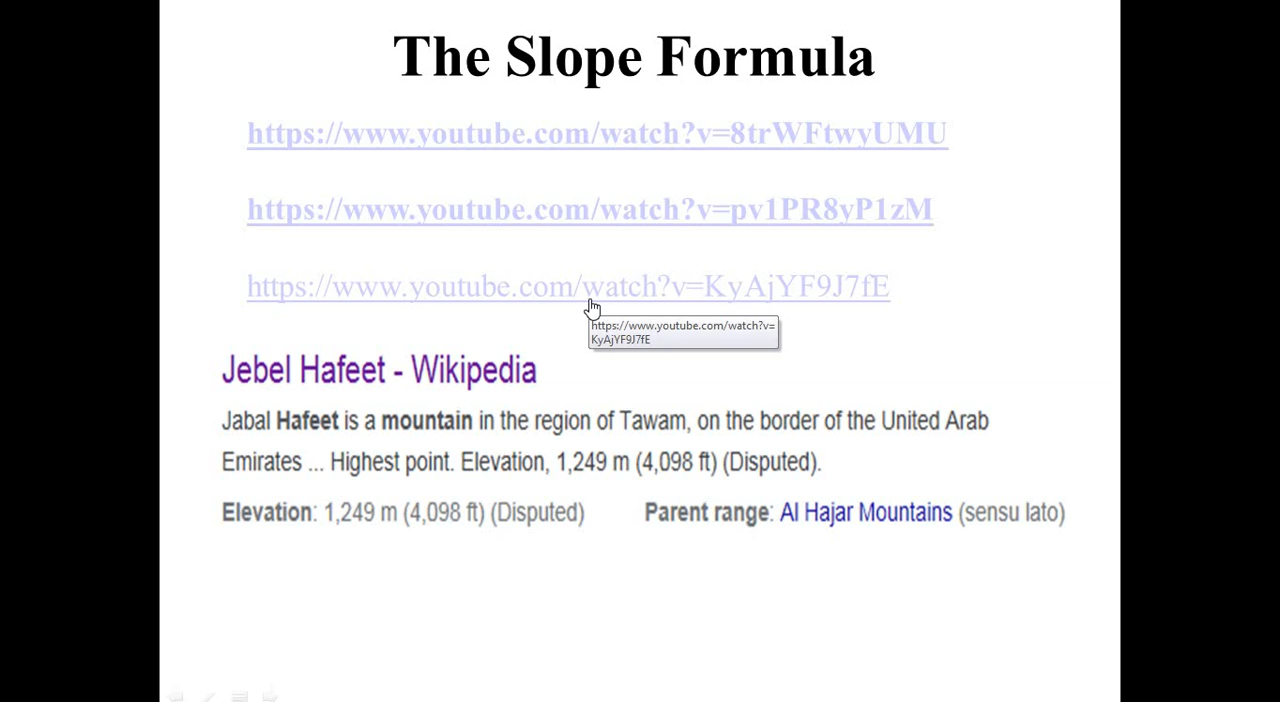 The Slope Formula
https://www.youtube.com/watch?v=8trWFtwyUMU
https://www.youtube.com/watch?v=pv1PR8yP1zM
https://www.youtube.com/watch?v=KyAjYF9J7fE
https://www.youtube.com/watch?v=
KyAjYF9J7fE
Jebel Hafeet - Wikipedia
Jabal Hafeet is a mountain in the region of Tawam, on the border of the United Arab
Emirates ... Highest point. Elevation, 1,249 m (4,098 ft) (Disputed).
Elevation: 1,249 m (4,098 ft) (Disputed) Parent range: Al Hajar Mountains (sensu lato)